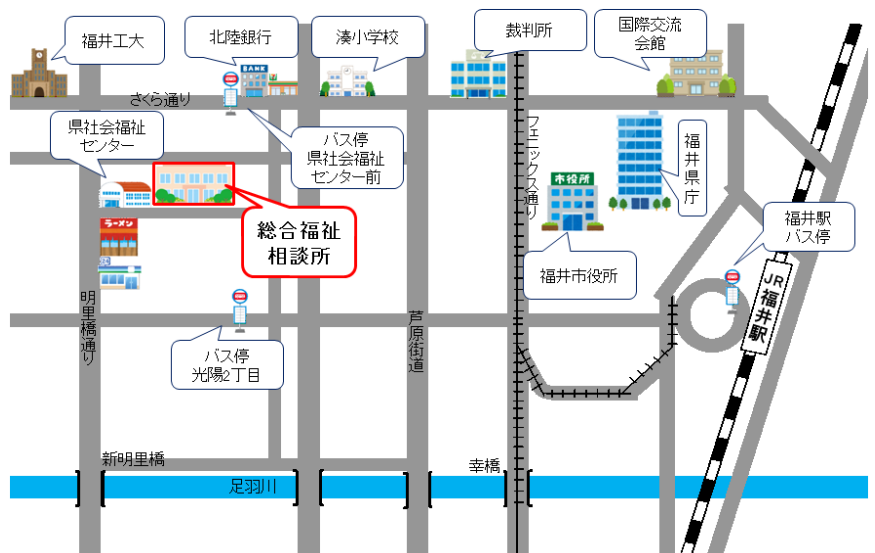 福井工大
北陸銀行
湊小学校
裁判所
国際交流
会館
BANK
さくら通り
県社会福祉
センター
バス停
県社会福祉
センター前
フェニックス通り
市役所
福井県庁
総合福祉
相談所
福井市役所
福井駅
バス停
ラーメン
明里橋通り
芦原街道
JR福井駅
バス停
光陽2丁目
新明里橋
幸橋
足羽川